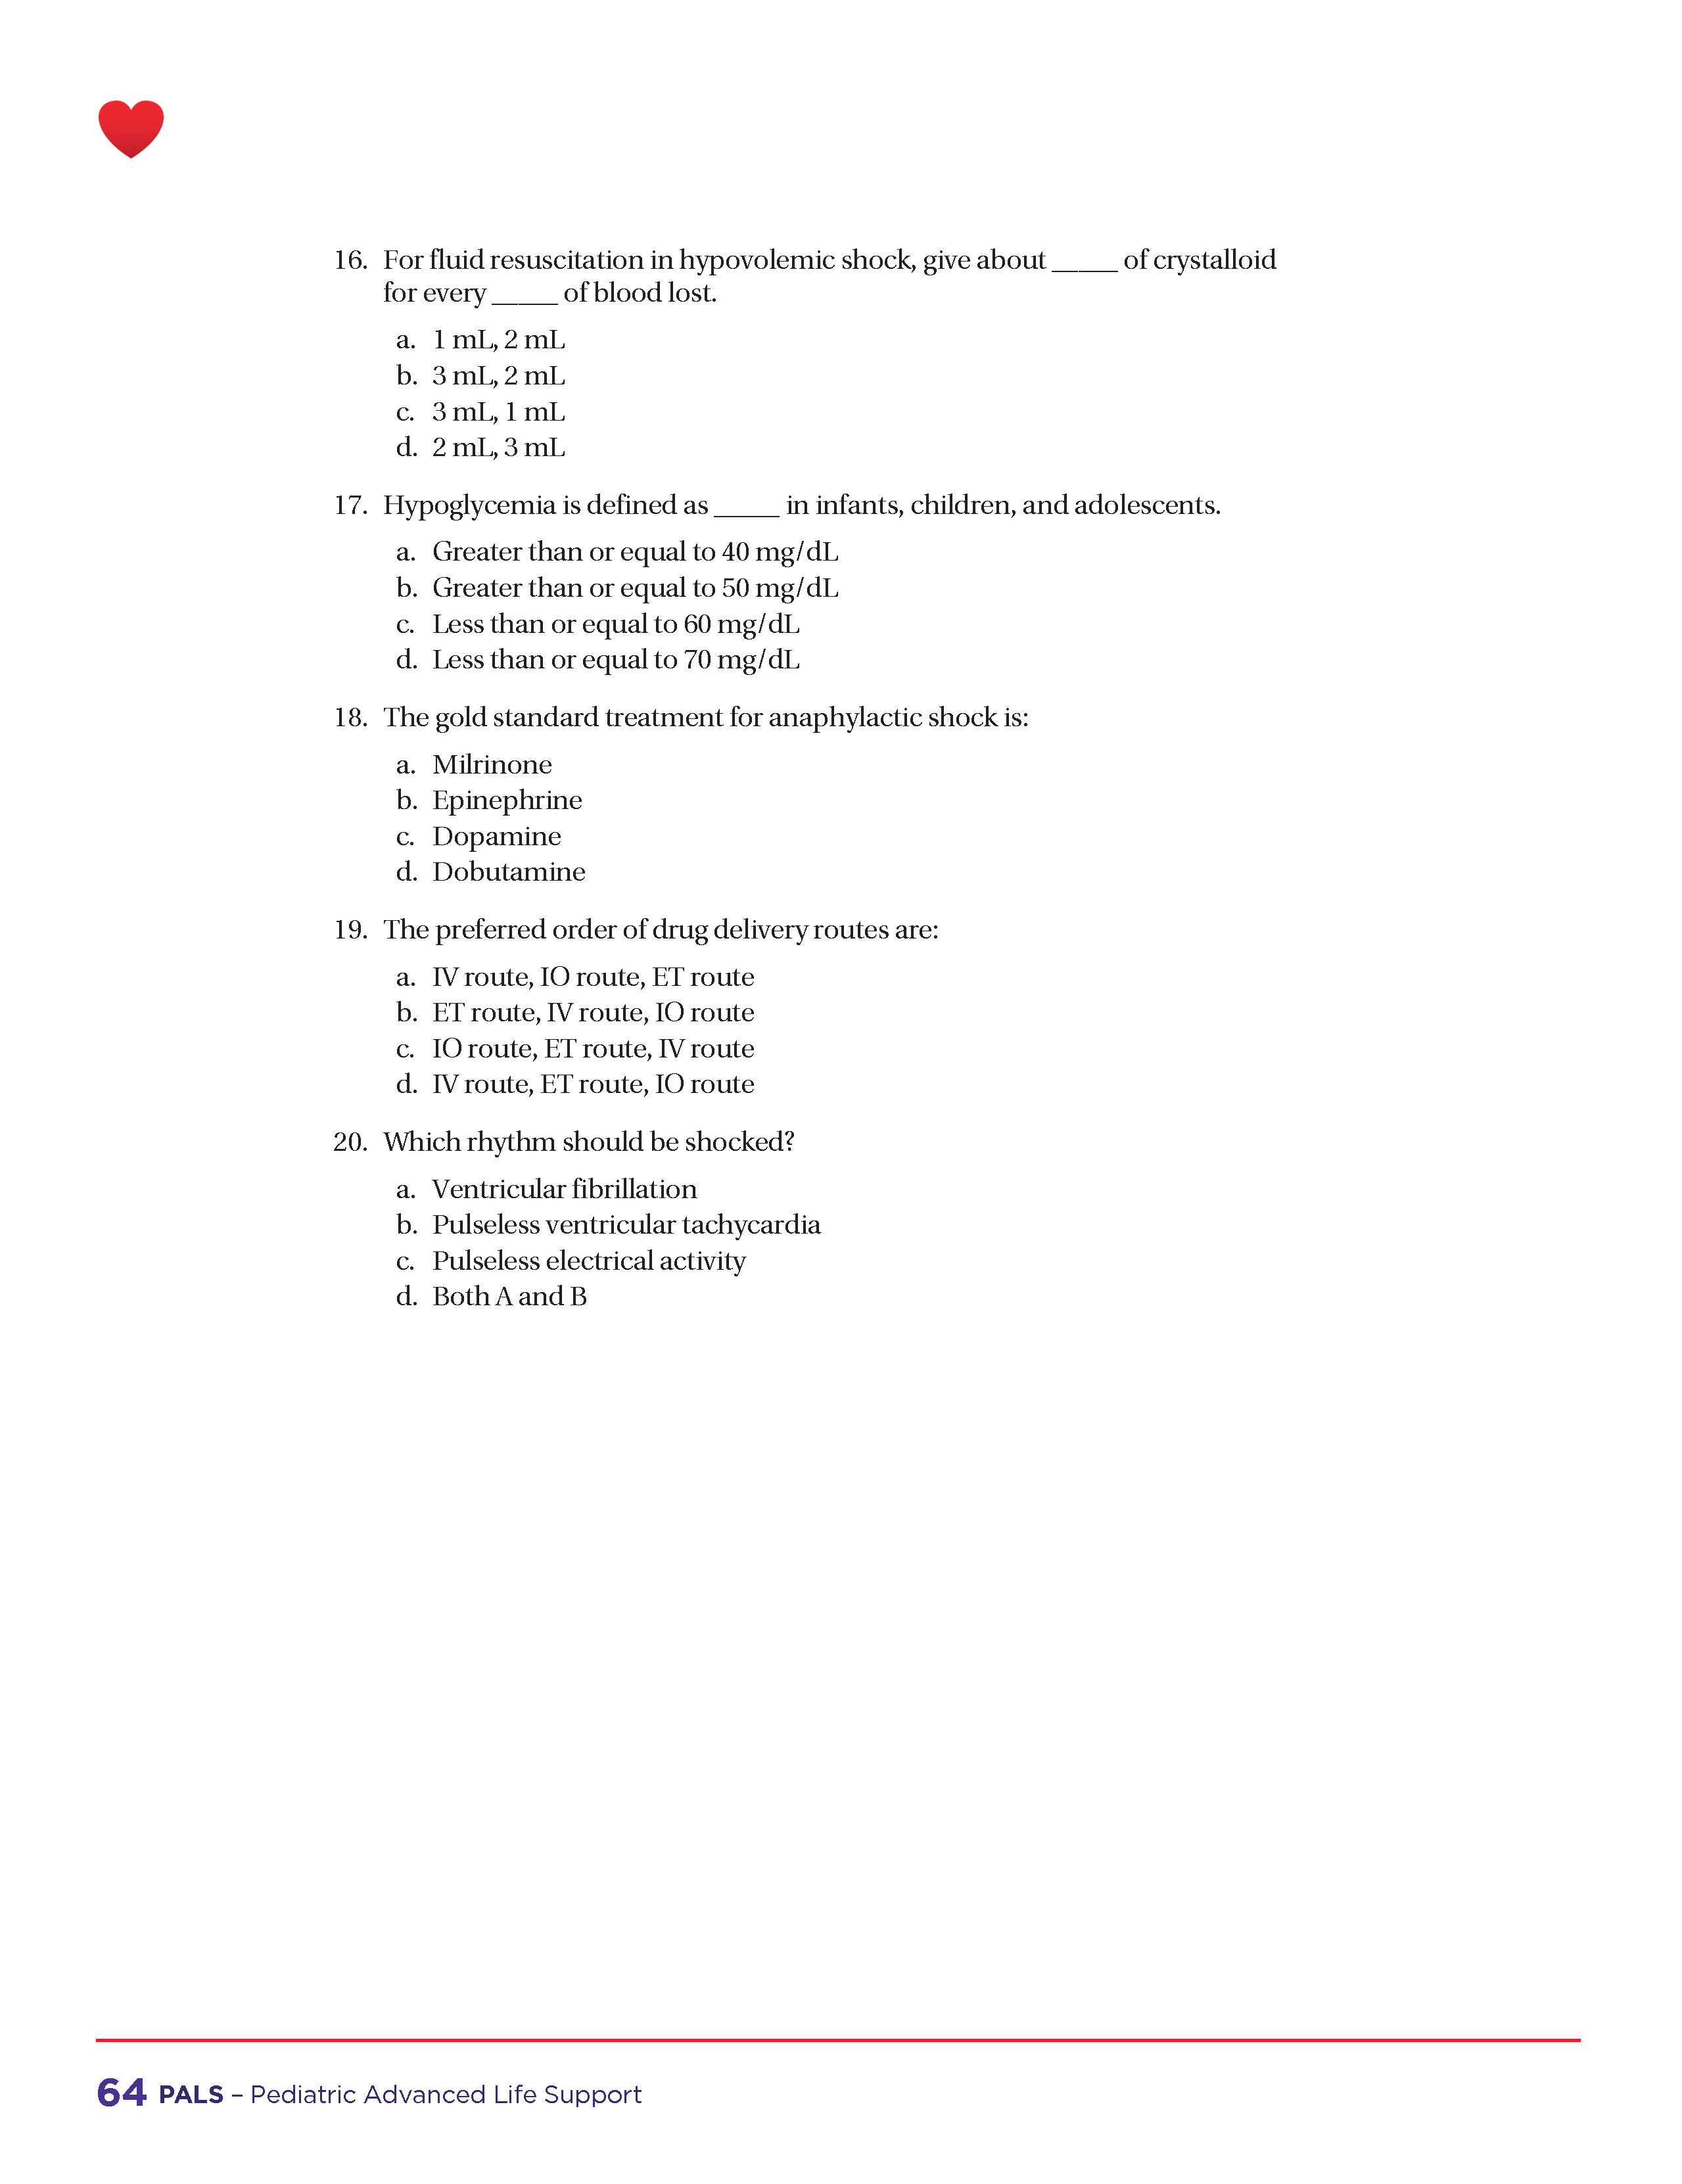 16. For fluid resuscitation in hypovolemic shock, give about _____ of crystalloid
for every _____ of blood lost.
a. 1 mL, 2 mL
b. 3 mL, 2 mL
c. 3 mL, 1 mL
d. 2 mL, 3 mL
17. Hypoglycemia is defined as _____ in infants, children, and adolescents.
a. Greater than or equal to 40 mg/dL
b. Greater than or equal to 50 mg/dL
c. Less than or equal to 60 mg/dL
d. Less than or equal to 70 mg/dL
18. The gold standard treatment for anaphylactic shock is:
a. Milrinone
b. Epinephrine
c. Dopamine
d. Dobutamine
19. The preferred order of drug delivery routes are:
a. IV route, IO route, ET route
b. ET route, IV route, IO route
c. IO route, ET route, IV route
d. IV route, ET route, IO route
20. Which rhythm should be shocked?
a. Ventricular fibrillation
b. Pulseless ventricular tachycardia
c. Pulseless electrical activity
d. Both A and B
64 PALS – Pediatric Advanced Life Support